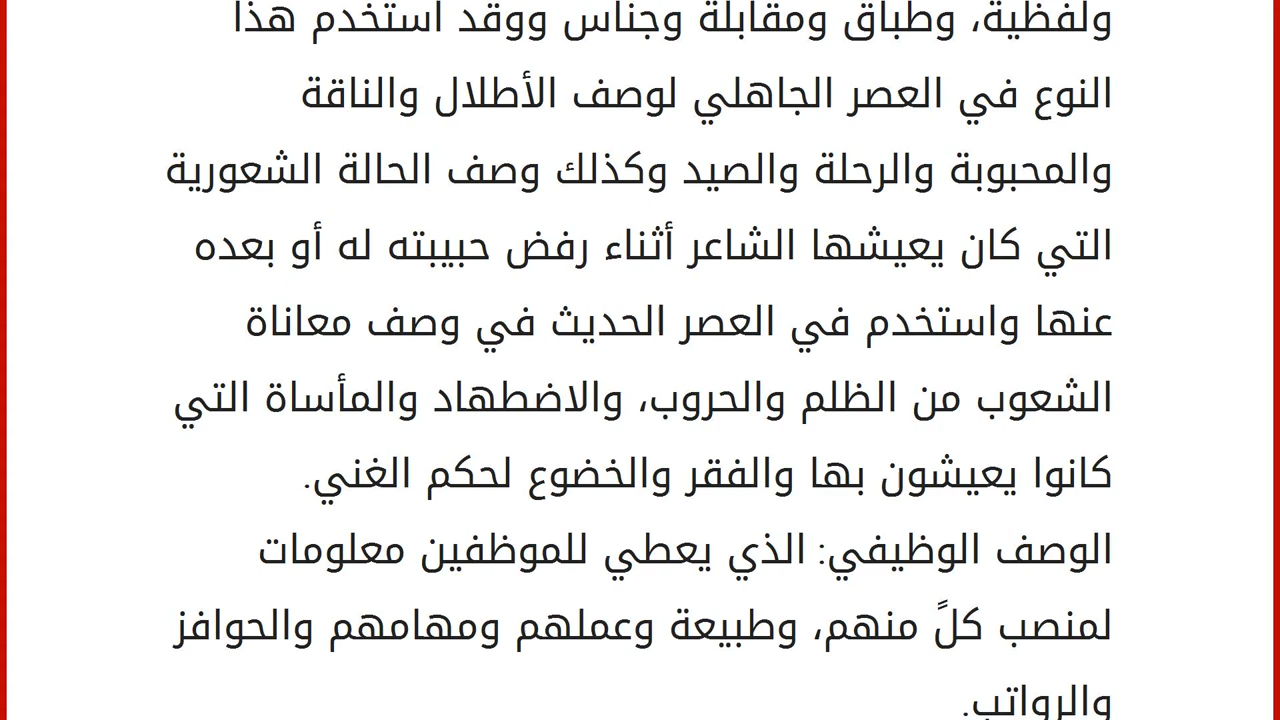 ولفظية، وطباق ومقابلة وجناس ووقد استخدم هذا
النوع في العصر الجاهلي لوصف الأطلال والناقة
والمحبوبة والرحلة والصيد وكذلك وصف الحالة الشعورية
التي كان يعيشها الشاعر أثناء رفض حبيبته له أو بعده
عنها واستخدم في العصر الحديث في وصف معاناة
الشعوب من الظلم والحروب، والاضطهاد والمأساة التي
كانوا يعيشون بها والفقر والخضوع لحكم الغني.
الوصف الوظيفي: الذي يعطي للموظفين معلومات
لمنصب كلً منهم، وطبيعة وعملهم ومهامهم والحوافز
والرواتب.